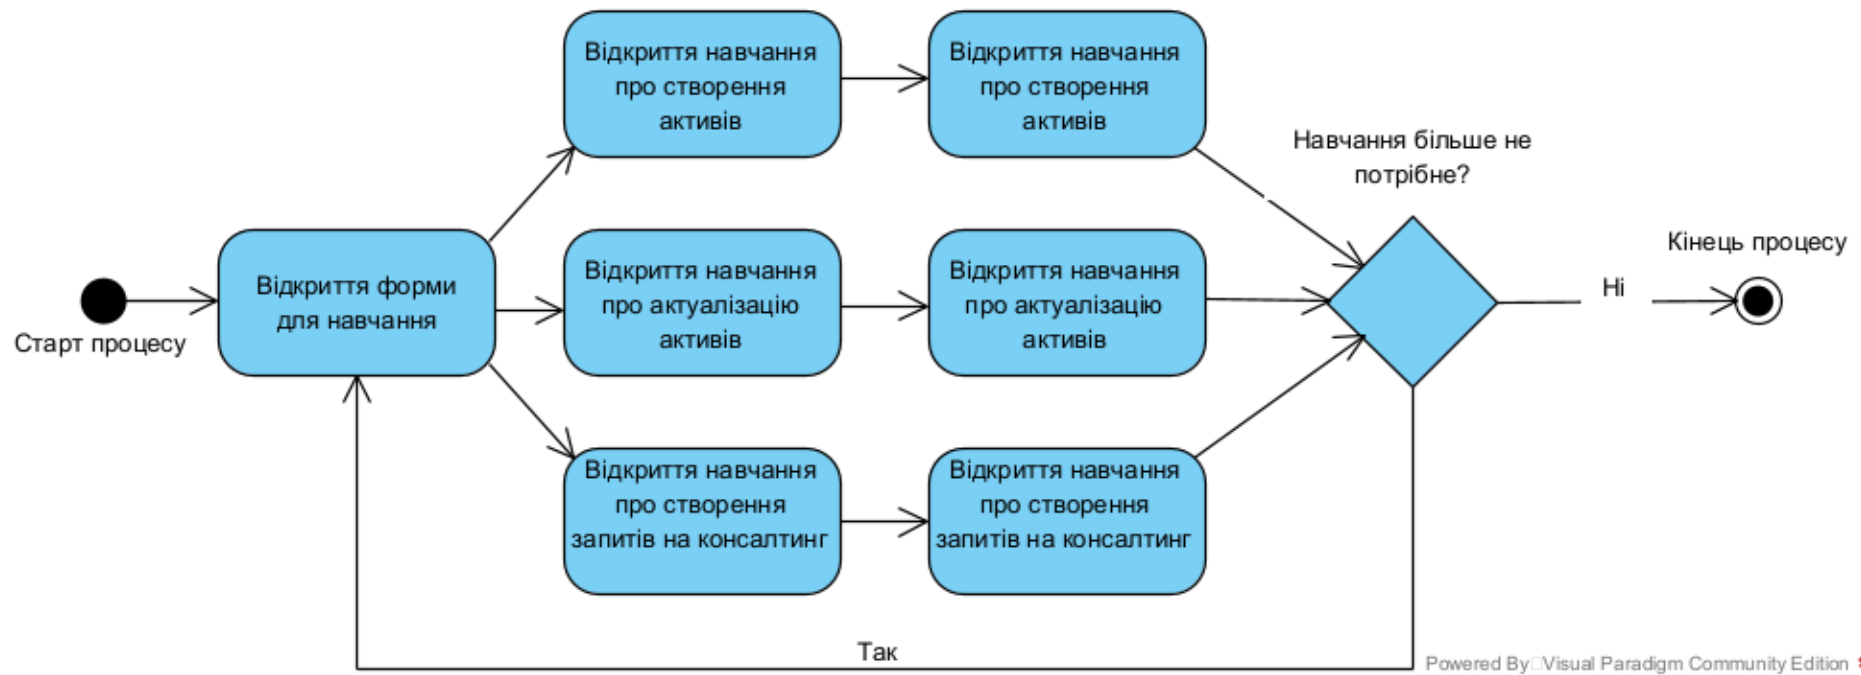 Старт процесу
Відкриття форми
для навчання
Відкриття навчання
про створення
активів
Відкриття навчання
про створення
активів
Відкриття навчання
про актуалізацію
активів
Відкриття навчання
про актуалізацію
активів
Відкриття навчання
про створення
запитів на консалтинг
Відкриття навчання
про створення
запитів на консалтинг
Навчання більше не
потрібне?
Ні
Кінець процесу
Так
Powered By Visual Paradigm Community Edition